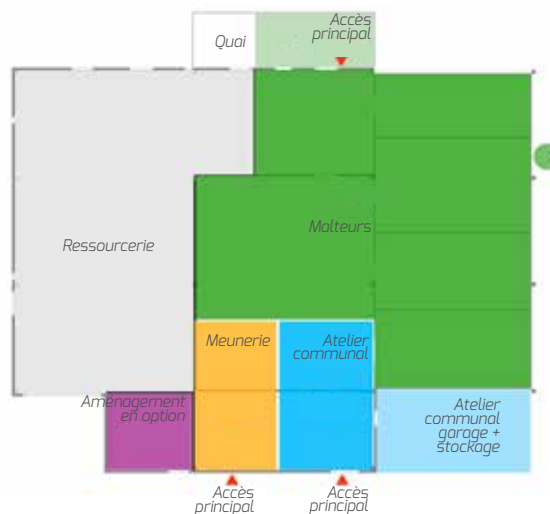 Quai
Accès
principal
Malteurs
Ressourcerie
Meunerie
Atelier
communal
Aménagement
en option
Atelier
communal
garage +
stockage
Accès
principal
Accès
principal